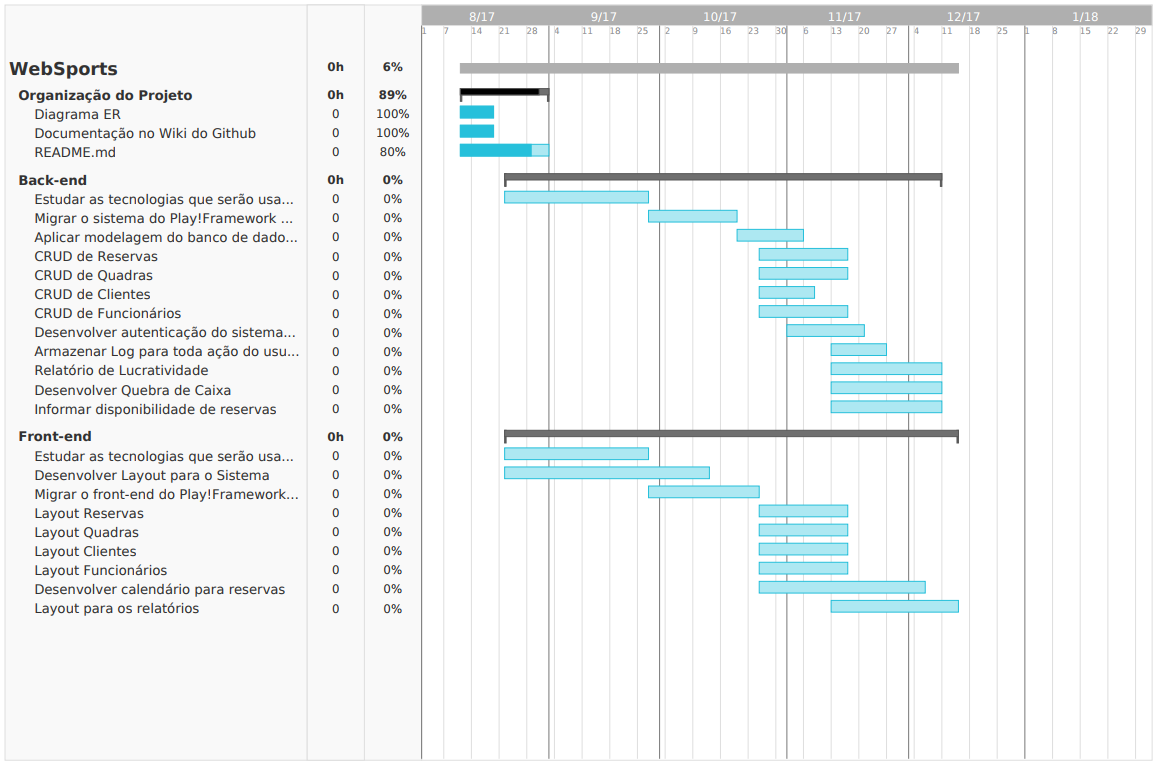 8/17 9/17 10/17 11/17 12/17 1/18
1 7 14 21 28 4 11 18 25 2 9 16 23 30 6 13 20 27 4 11 18 25 1 8 15 22 29
WebSports 0h 6%
Organização do Projeto 0h 89%
Diagrama ER 0 100%
Documentação no Wiki do Github 0 100%
README.md 0 80%
Back-end 0h 0%
Estudar as tecnologias que serão usa... 0 0%
Migrar o sistema do Play!Framework ... 0 0%
Aplicar modelagem do banco de dado... 0 0%
CRUD de Reservas 0 0%
CRUD de Quadras 0 0%
CRUD de Clientes 0 0%
CRUD de Funcionários 0 0%
Desenvolver autenticação do sistema... 0 0%
Armazenar Log para toda ação do usu... 0 0%
Relatório de Lucratividade 0 0%
Desenvolver Quebra de Caixa 0 0%
Informar disponibilidade de reservas 0 0%
Front-end 0h 0%
Estudar as tecnologias que serão usa... 0 0%
Desenvolver Layout para o Sistema 0 0%
Migrar o front-end do Play!Framework... 0 0%
Layout Reservas 0 0%
Layout Quadras 0 0%
Layout Clientes 0 0%
Layout Funcionários 0 0%
Desenvolver calendário para reservas 0 0%
Layout para os relatórios 0 0%